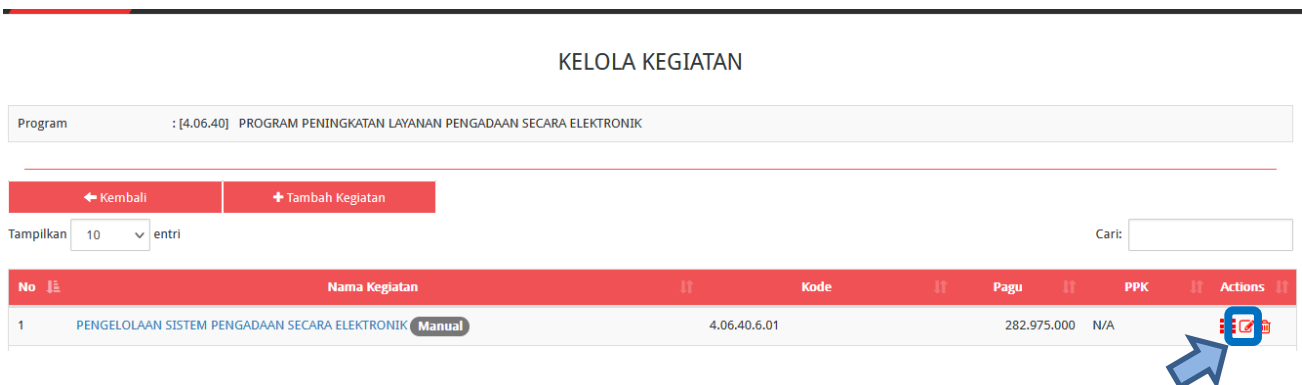 KELOLA KEGIATAN
Program : [4.06.40] PROGRAM PENINGKATAN LAYANAN PENGADAAN SECARA ELEKTRONIK
Kembali Tambah Kegiatan
Tampilkan 10 entri Cari:
No Nama Kegiatan Kode Pagu PPK Actions
1 PENGELOLAAN SISTEM PENGADAAN SECARA ELEKTRONIK Manual 4.06.40.6.01 282.975.000 N/A